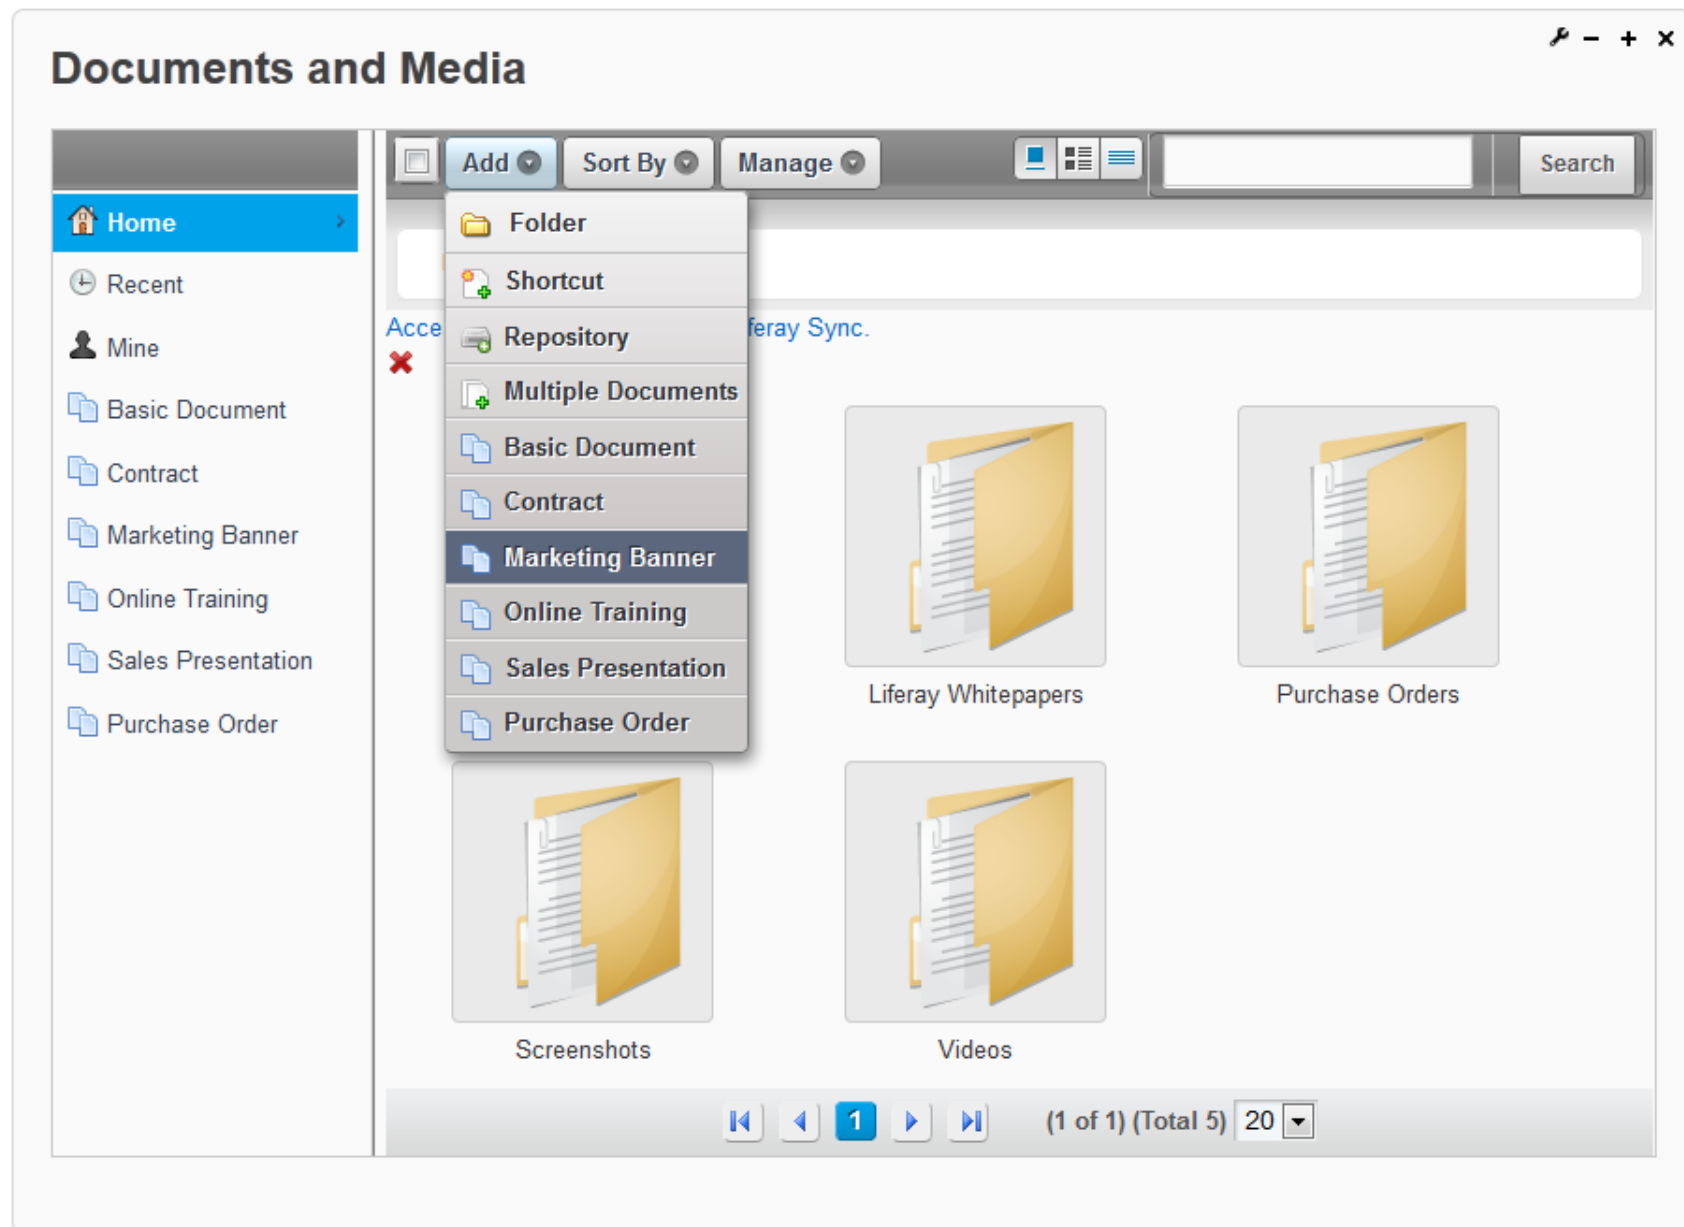 Documents and Media
Add Sort By Manage Search
Home
Recent
Mine
Basic Document
Contract
Marketing Banner
Online Training
Sales Presentation
Purchase Order
Folder
Shortcut
Repository
Multiple Documents
Basic Document
Contract
Marketing Banner
Online Training
Sales Presentation
Purchase Order
Sync.
Liferay Whitepapers
Purchase Orders
Screenshots
Videos
1 (1 of 1) (Total 5) 20